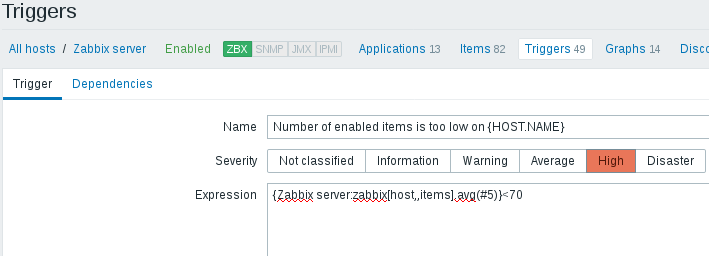 Triggers
All hosts / Zabbix server Enabled ZBX SNMP JMX IPMI Applications 13 Items 82 Triggers 49 Graphs 14 Disco
Trigger Dependencies
Name Number of enabled items is too low on {HOST.NAME}
Severity Not classified Information Warning Average High Disaster
Expression {Zabbix server:zabbix[host,,items].avg(#5)}<70